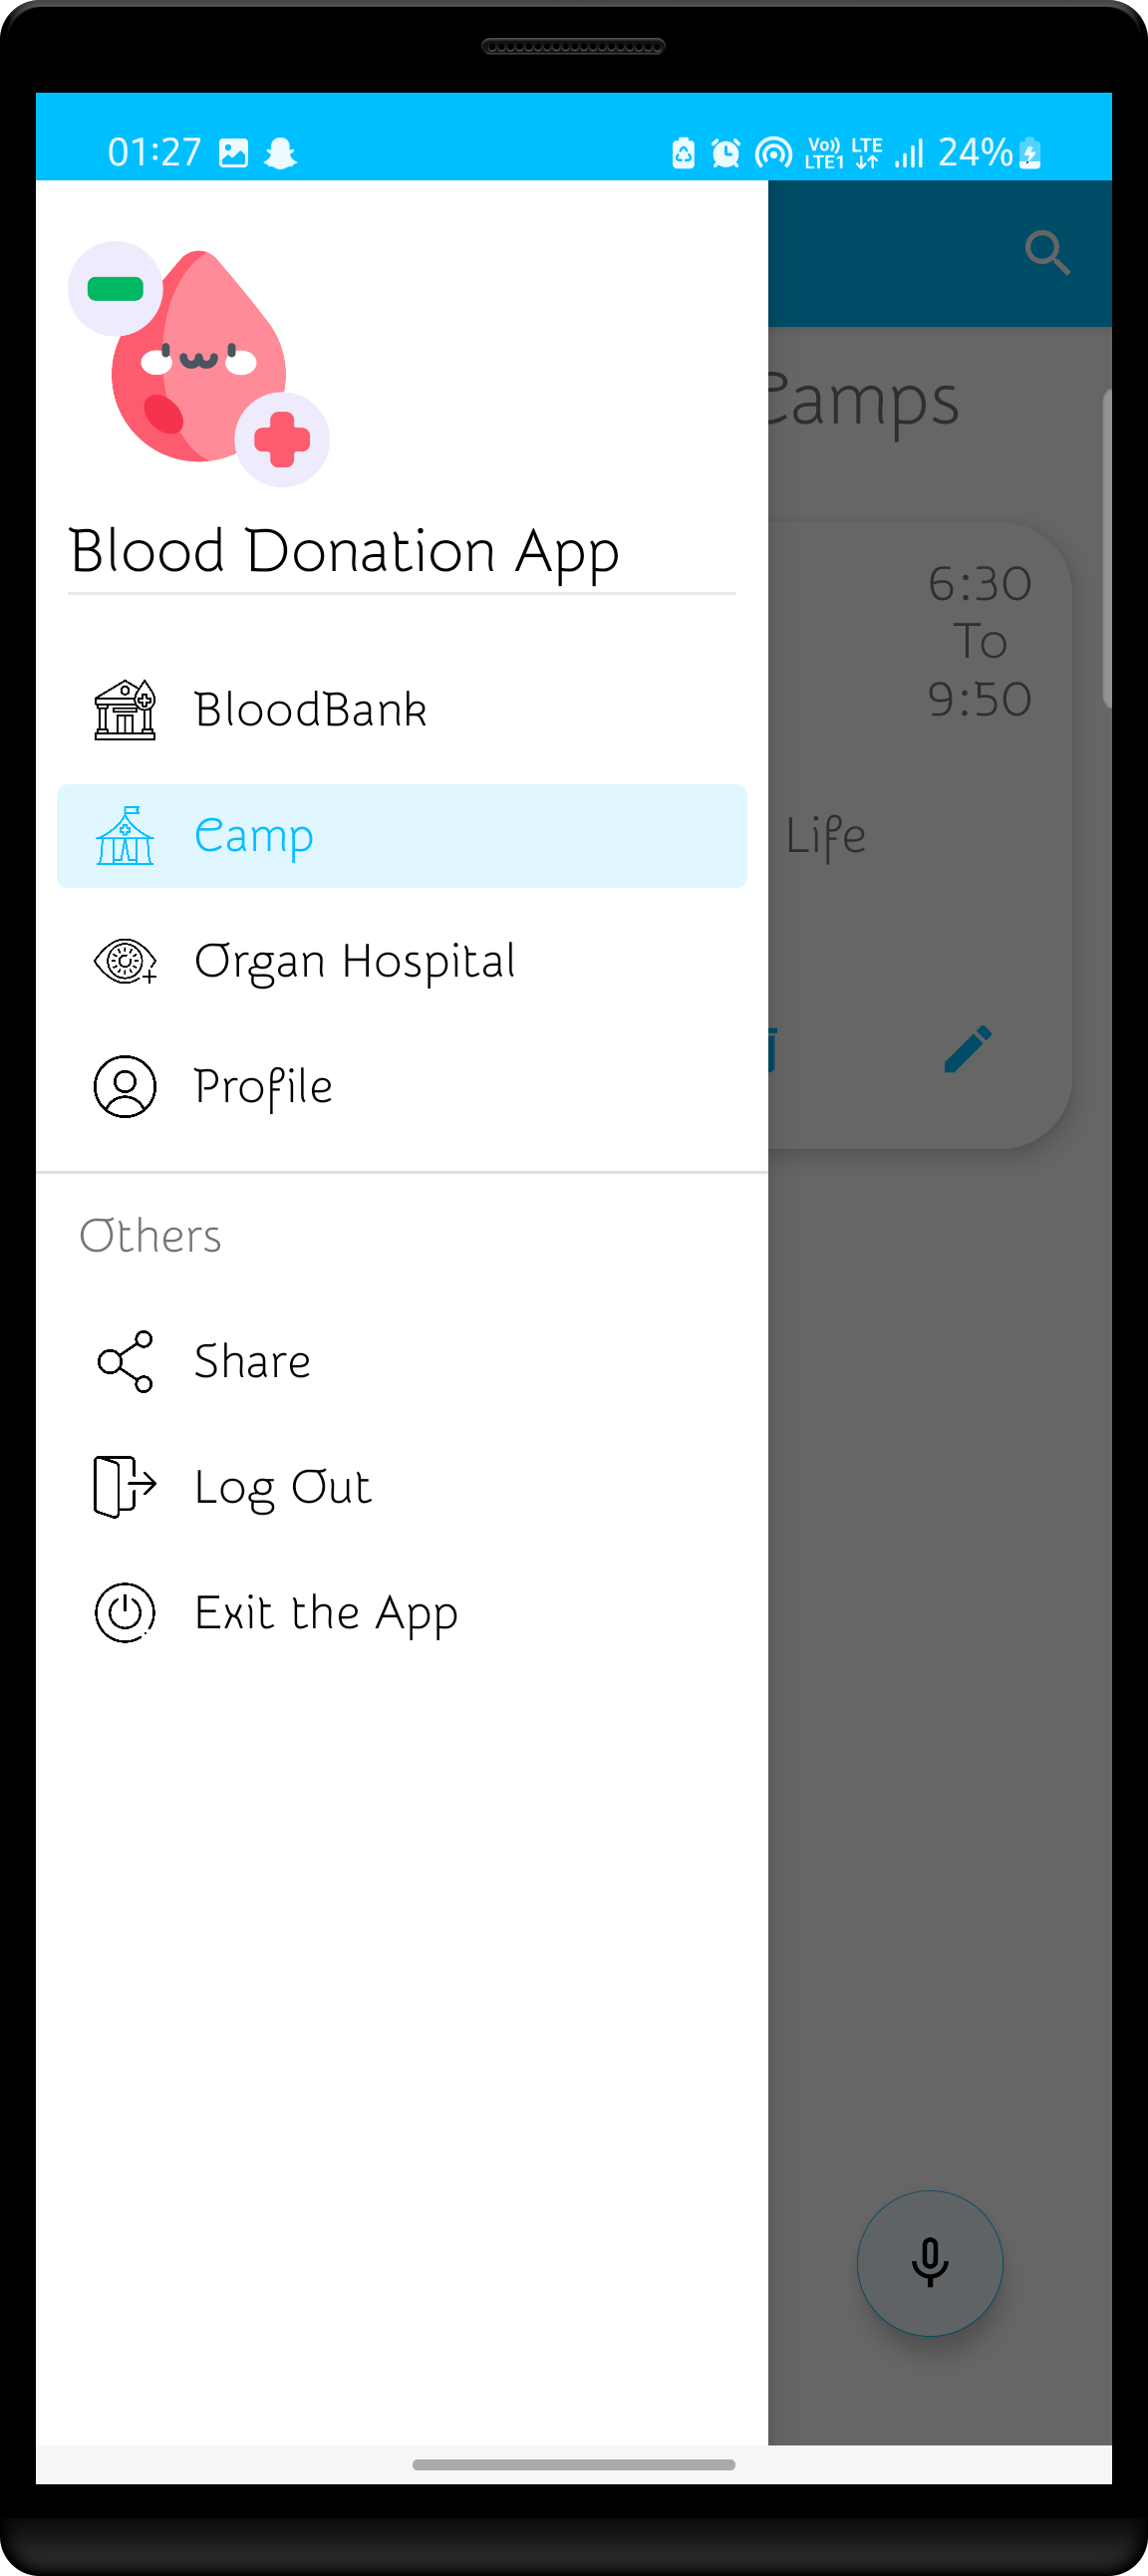 01:27 Vo)) LTE1 LTE 24%
Camps
Blood Donation App
6:30
To
9:50
BloodBank
Camp
Life
Organ Hospital
Profile
Others
Share
Log Out
Exit the App